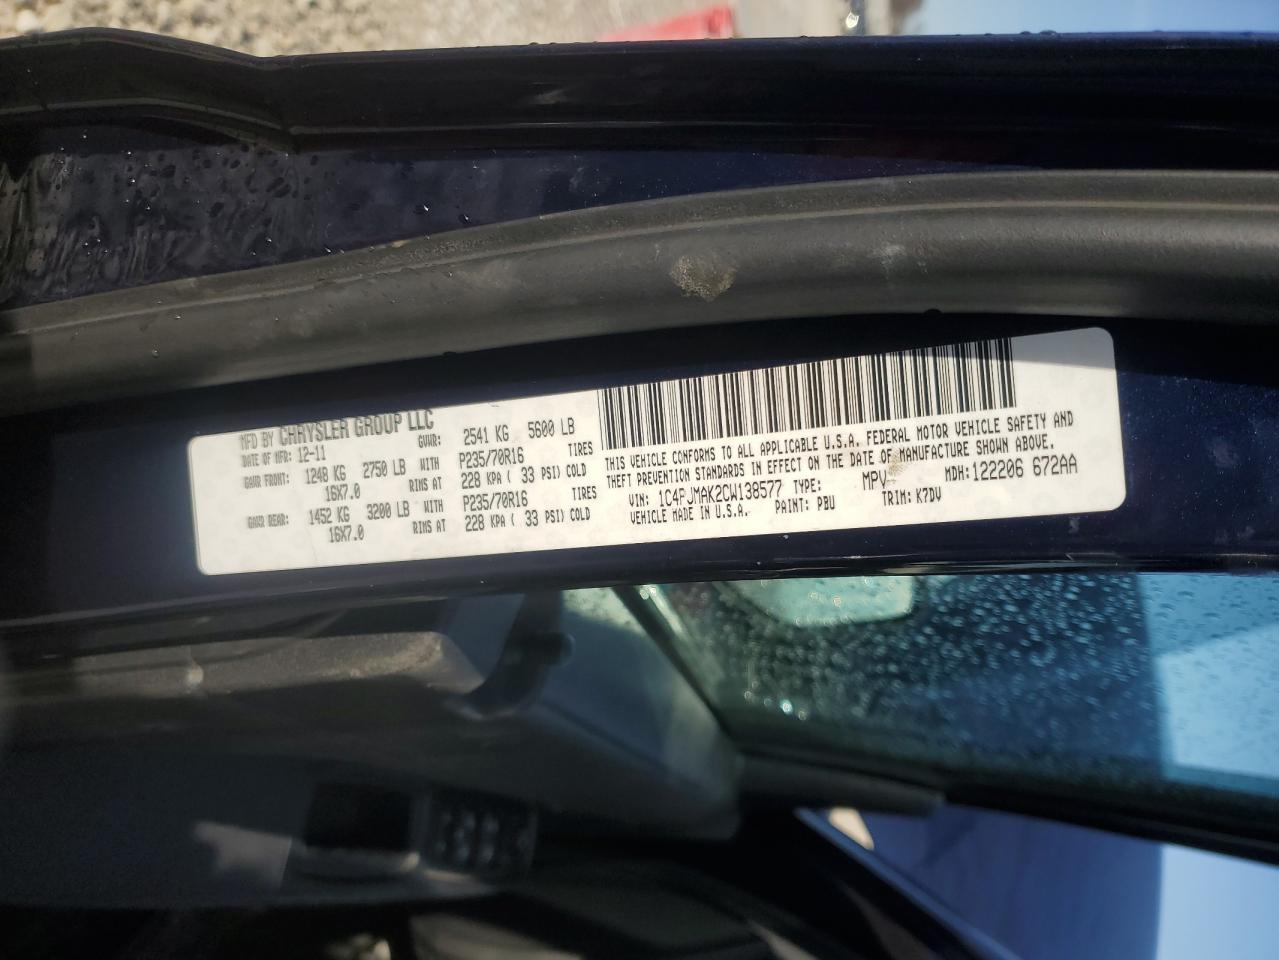 MFD BY CHRYSLER GROUP LLC
DATE OF MFR: 12-11 GVWR: 2541 KG 5600 LB
GAWR FRONT: 1248 KG 2750 LB WITH P235/70R16 TIRES
16X7.0 RIMS AT 228 KPA ( 33 PSI) COLD
GAWR REAR: 1452 KG 3200 LB WITH P235/70R16 TIRES
16X7.0 RIMS AT 228 KPA ( 33 PSI) COLD
THIS VEHICLE CONFORMS TO ALL APPLICABLE U.S.A. FEDERAL MOTOR VEHICLE SAFETY AND
THEFT PREVENTION STANDARDS IN EFFECT ON THE DATE OF MANUFACTURE SHOWN ABOVE.
VIN: 1C4PJMAK2CW138577 TYPE: MPV MDH: 122206 672AA
VEHICLE MADE IN U.S.A. PAINT: PBU TRIM: K7DV